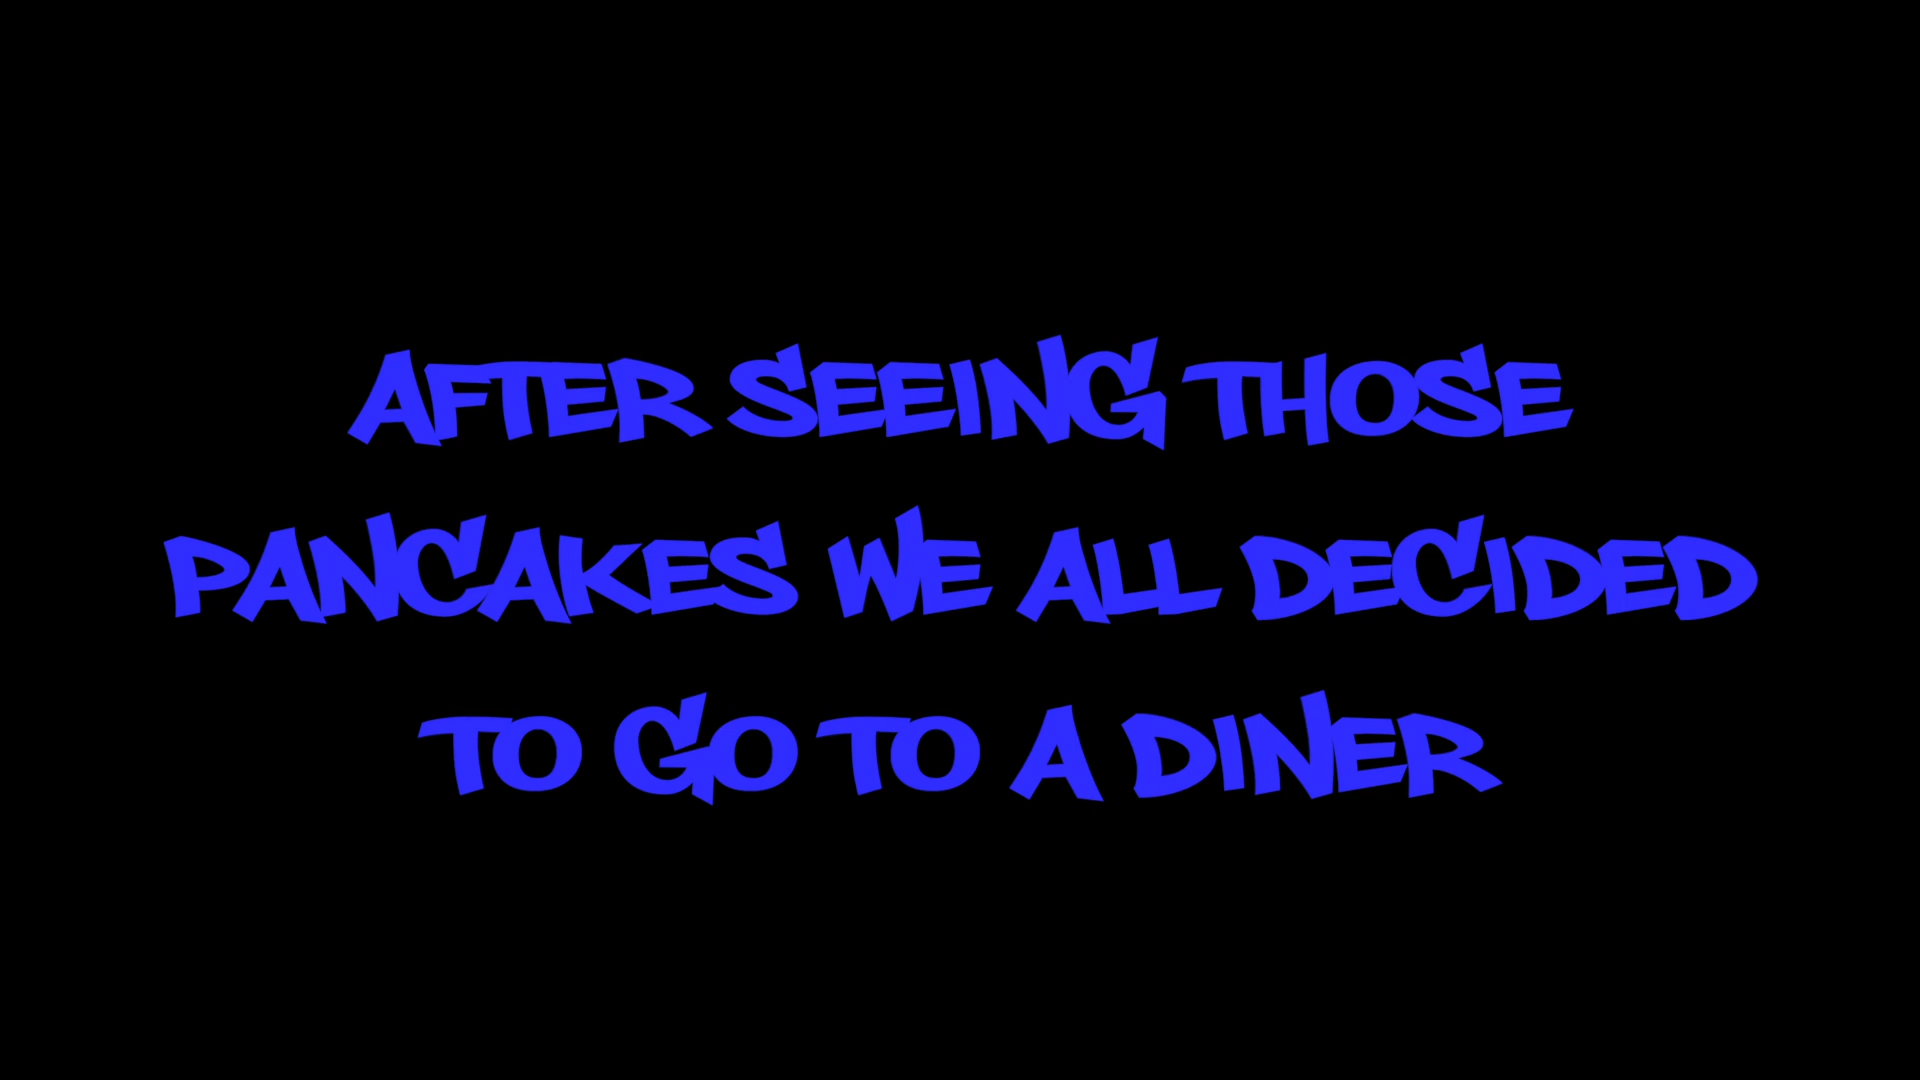 AFTER SEEING THOSE
PANCAKES WE ALL DECIDED
TO GO TO A DINER